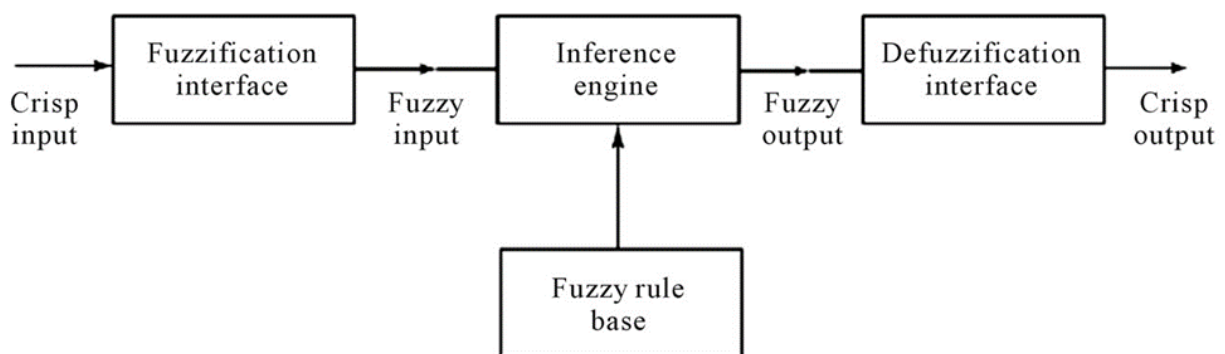 Fuzzification
interface
Inference
engine
Defuzzification
interface
Crisp
input
Fuzzy
input
Fuzzy
output
Crisp
output
Fuzzy rule
base